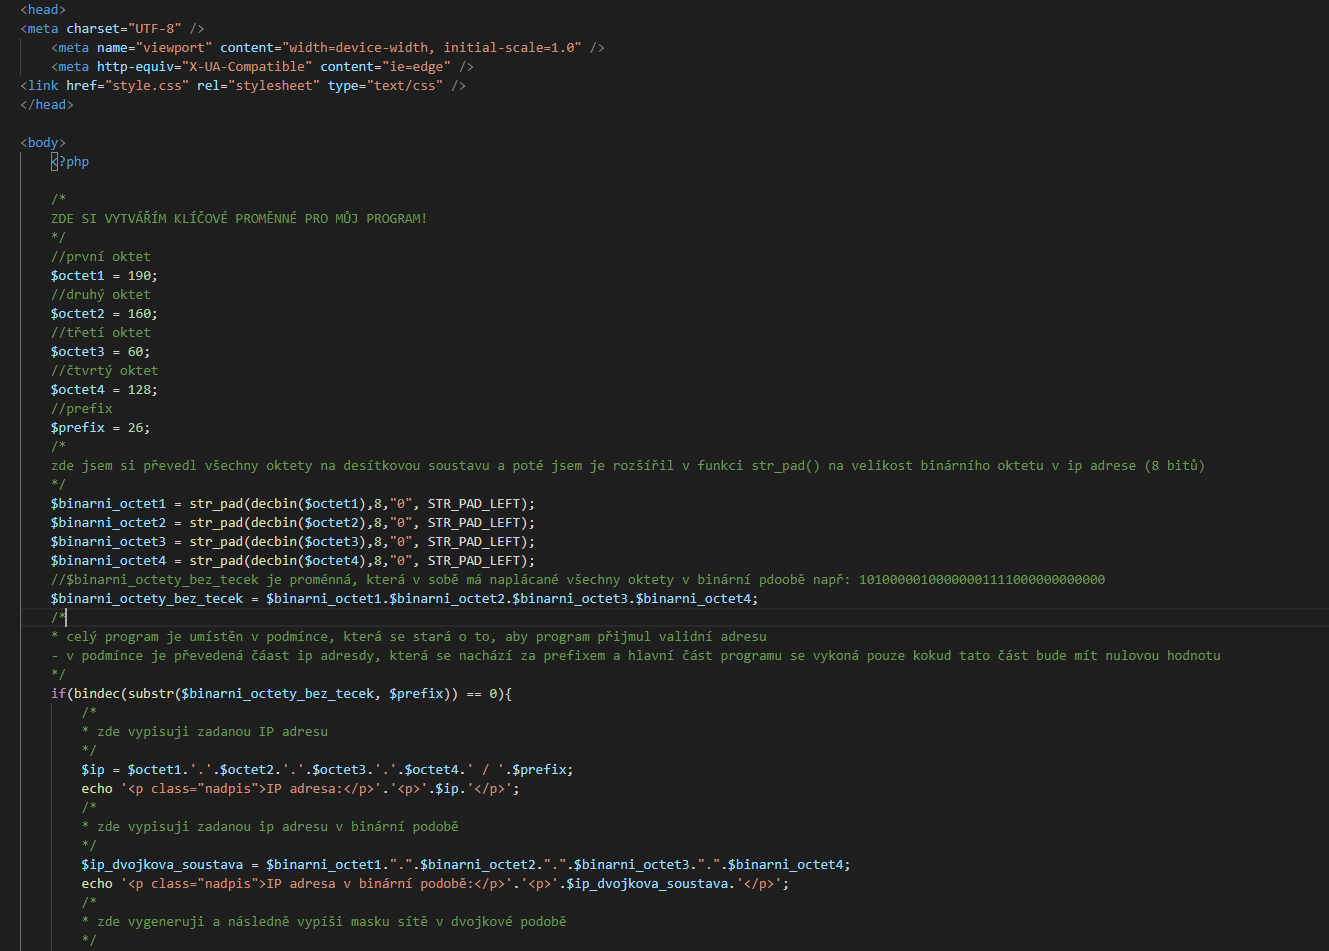 <head>
<meta charset="UTF-8" />
<meta name="viewport" content="width=device-width, initial-scale=1.0" />
<meta http-equiv="X-UA-Compatible" content="ie=edge" />
<link href="style.css" rel="stylesheet" type="text/css" />
</head>
<body>
<?php
/*
ZDE SI VYTVÁŘÍM KLÍČOVÉ PROMĚNNÉ PRO MŮJ PROGRAM!
*/
//první oktet
$octet1 = 190;
//druhý oktet
$octet2 = 160;
//třetí oktet
$octet3 = 60;
//čtvrtý oktet
$octet4 = 128;
//prefix
$prefix = 26;
/*
zde jsem si převedl všechny oktety na desítkovou soustavu a poté jsem je rozšířil v funkci str_pad() na velikost binárního oktetu v ip adrese (8 bitů)
*/
$binarni_octet1 = str_pad(decbin($octet1),8,"0", STR_PAD_LEFT);
$binarni_octet2 = str_pad(decbin($octet2),8,"0", STR_PAD_LEFT);
$binarni_octet3 = str_pad(decbin($octet3),8,"0", STR_PAD_LEFT);
$binarni_octet4 = str_pad(decbin($octet4),8,"0", STR_PAD_LEFT);
//$binarni_octety_bez_tecek je proménná, která v sobě má naplácané všechny oktety v binární pdoobě např: 10100000100000001111000000000000
$binarni_octety_bez_tecek = $binarni_octet1.$binarni_octet2.$binarni_octet3.$binarni_octet4;
/*
* celý program je umístěn v podmínce, která se stará o to, aby program přijmul validní adresu
- v podmínce je převedená čáast ip adresdy, která se nachází za prefixem a hlavní část programu se vykoná pouze kokud tato část bude mít nulovou hodnotu
*/
if(bindec(substr($binarni_octety_bez_tecek, $prefix)) == 0){
/*
* zde vypisuji zadanou IP adresu
*/
$ip = $octet1.'.'.$octet2.'.'.$octet3.'.'.$octet4.' / '.$prefix;
echo '<p class="nadpis">IP adresa:</p>'.'<p>'.$ip.'</p>';
/*
* zde vypisuji zadanou ip adresu v binární podobě
*/
$ip_dvojkova_soustava = $binarni_octet1.".".$binarni_octet2.".".$binarni_octet3.".".$binarni_octet4;
echo '<p class="nadpis">IP adresa v binární podobě:</p>'.'<p>'.$ip_dvojkova_soustava.'</p>';
/*
* zde vygeneruji a následně vypíši masku sítě v dvojkové podobě
*/